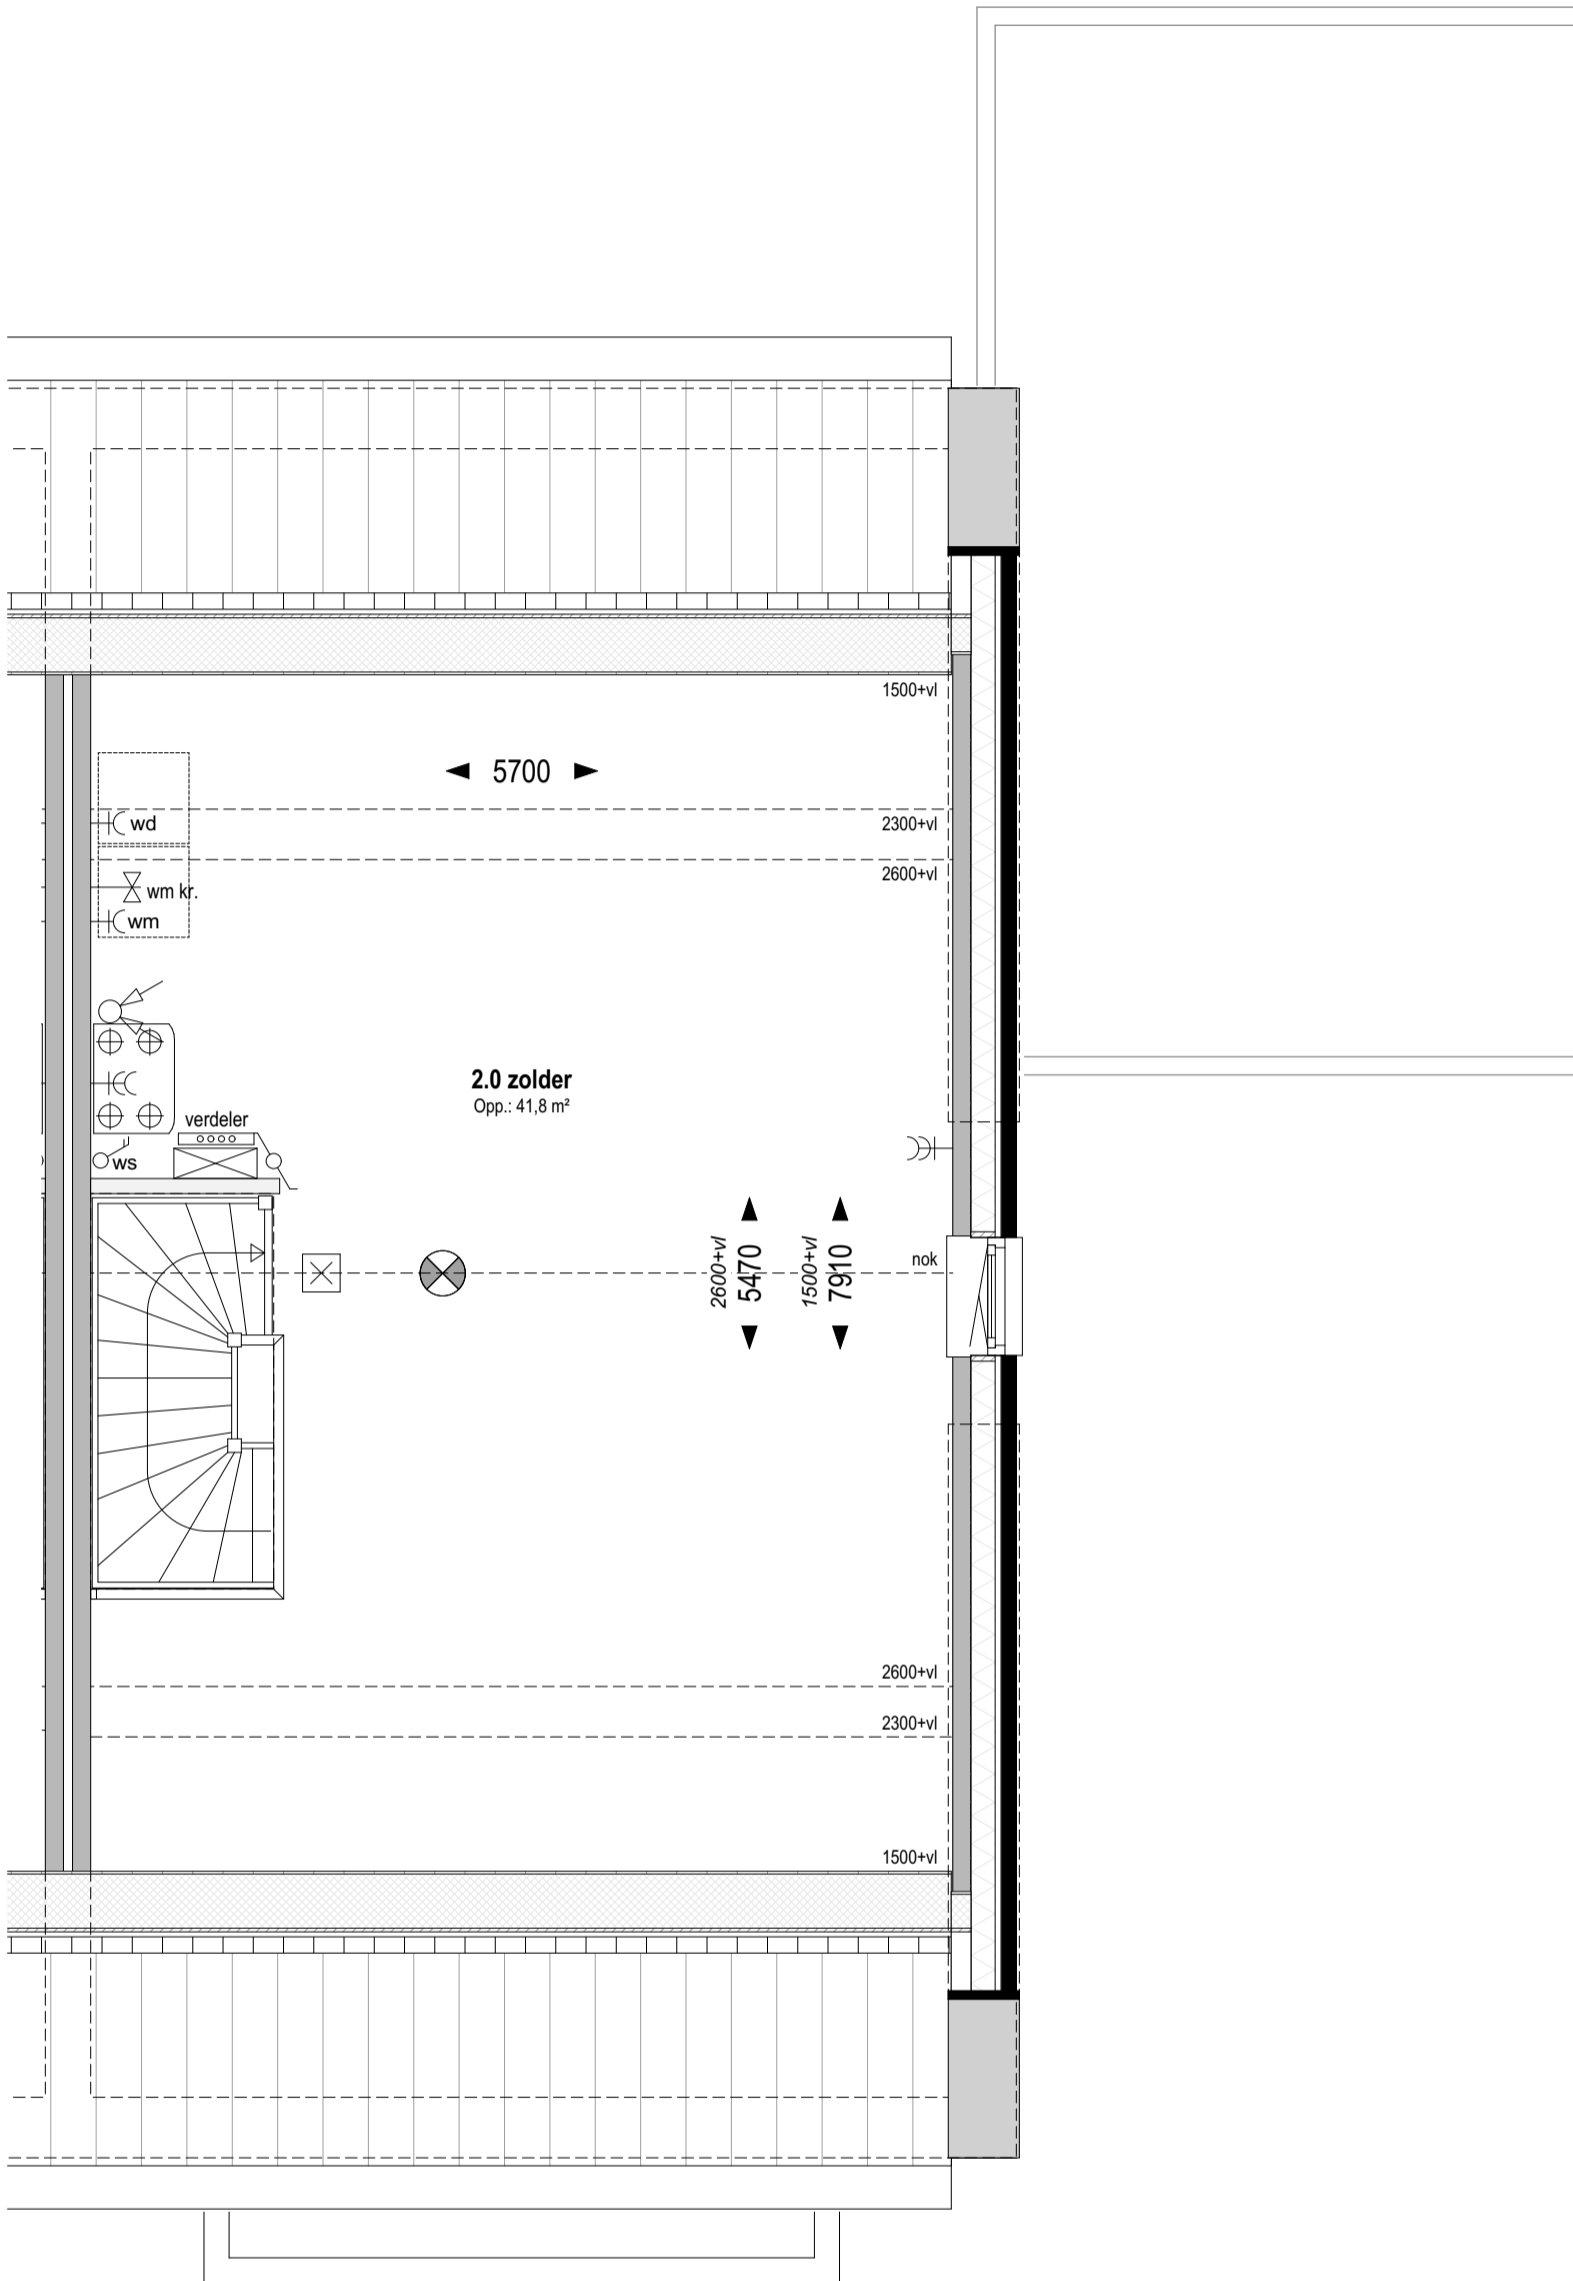 1500+vl
5700
2300+vl
wd
2600+vl
wm kr.
wm
2.0 zolder
Opp.: 41,8 m²
verdeler
ws
nok
2600+vl
5470
1500+vl
7910
2600+vl
2300+vl
1500+vl